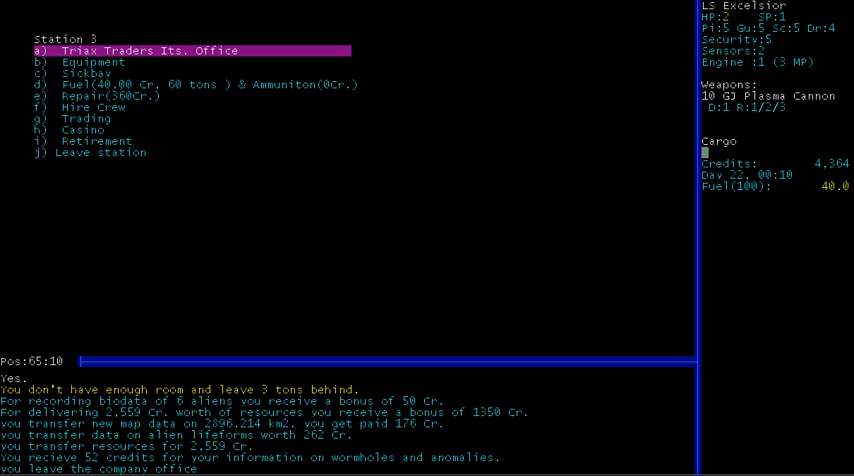 Station 3
a) Triax Traders Its. Office
b) Equipment
c) Sickbay
d) Fuel(40.00 Cr, 60 tons ) & Ammuniton(0Cr.)
e) Repair(360Cr.)
f) Hire Crew
g) Trading
h) Casino
i) Retirement
j) Leave station
LS Excelsior
HP:2 SP:1
Pi:5 Gu:5 Sc:5 Dr:4
Security:5
Sensors:2
Engine :1 (3 MP)
Weapons:
10 GJ Plasma Cannon
D:1 R:1/2/3
Cargo
Credits: 4,364
Day 22, 00:10
Fuel(100): 40.0
Pos:65:10
Yes.
You don't have enough room and leave 3 tons behind.
For recording biodata of 6 aliens you receive a bonus of 50 Cr.
For delivering 2,559 Cr. worth of resources you receive a bonus of 1350 Cr.
you transfer new map data on 2896.214 km2. you get paid 176 Cr.
you transfer data on alien lifeforms worth 262 Cr.
you transfer resources for 2,559 Cr.
You recieve 52 credits for your information on wormholes and anomalies.
you leave the company office